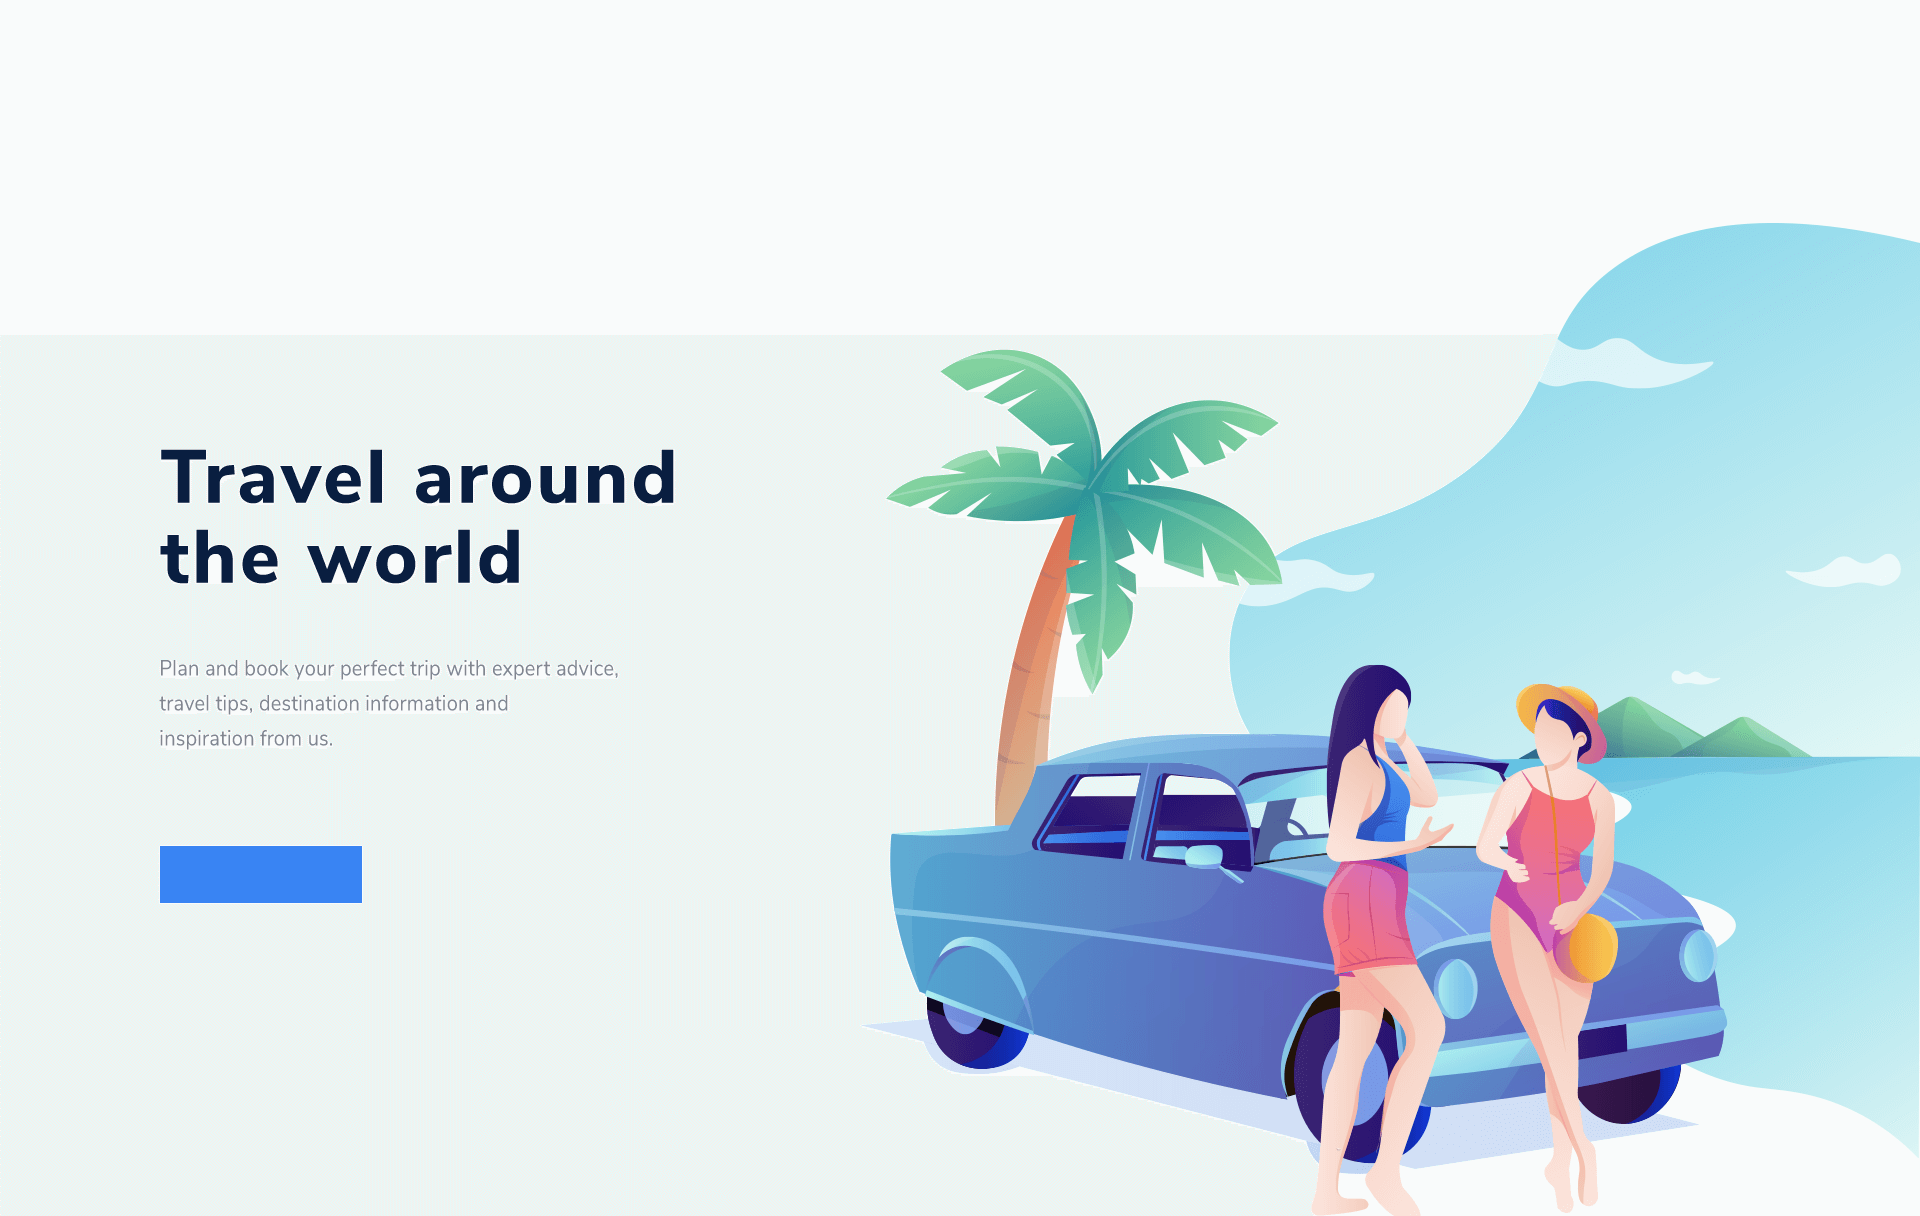 Travel around
the world
Plan and book your perfect trip with expert advice,
travel tips, destination information and
inspiration from us.